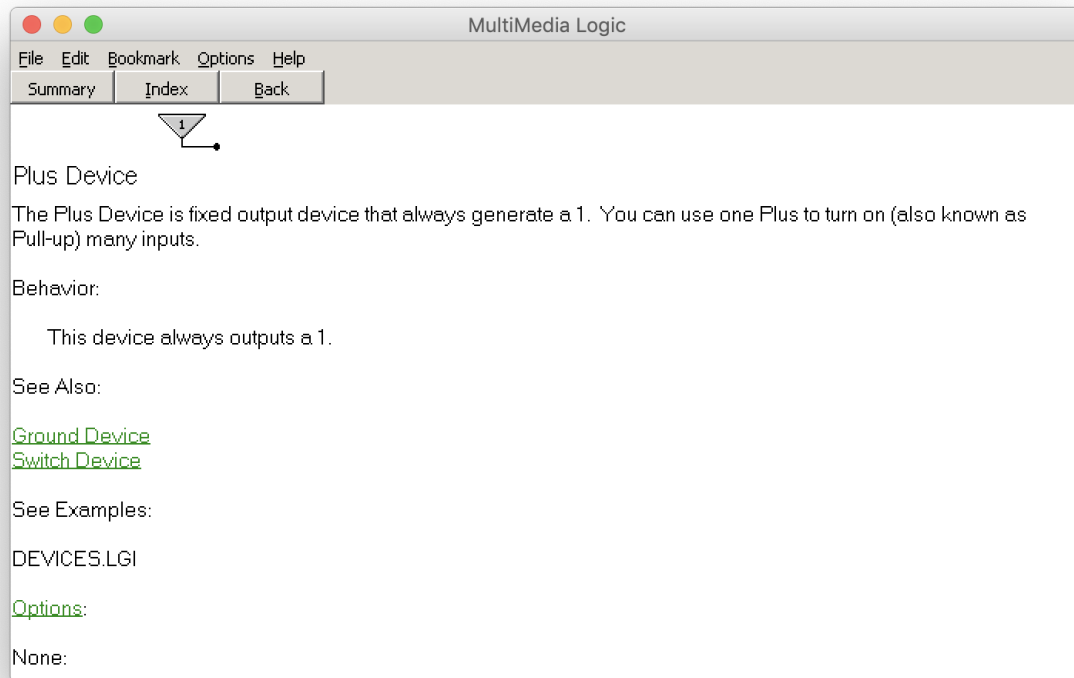 MultiMedia Logic
File Edit Bookmark Options Help
Summary Index Back
1
Plus Device
The Plus Device is fixed output device that always generate a 1. You can use one Plus to turn on (also known as
Pull-up) many inputs.
Behavior:
This device always outputs a 1.
See Also:
Ground Device
Switch Device
See Examples:
DEVICES.LGI
Options:
None: